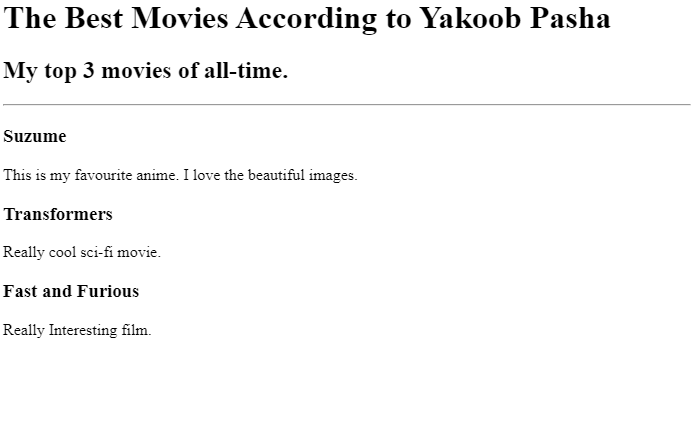 The Best Movies According to Yakoob Pasha
My top 3 movies of all-time.
Suzume
This is my favourite anime. I love the beautiful images.
Transformers
Really cool sci-fi movie.
Fast and Furious
Really Interesting film.